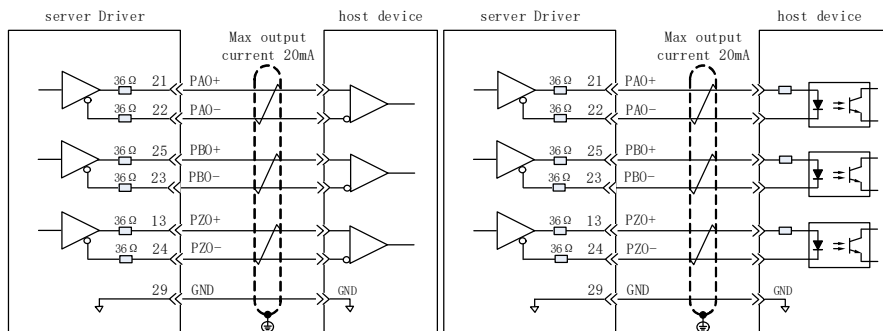 server Driver
host device
Max output
current 20mA
36Ω 21 PAO+
36Ω 22 PAO-
36Ω 25 PBO+
36Ω 23 PBO-
36Ω 13 PZO+
36Ω 24 PZO-
29 GND
GND
server Driver
host device
Max output
current 20mA
36Ω 21 PAO+
36Ω 22 PAO-
36Ω 25 PBO+
36Ω 23 PBO-
36Ω 13 PZO+
36Ω 24 PZO-
29 GND
GND